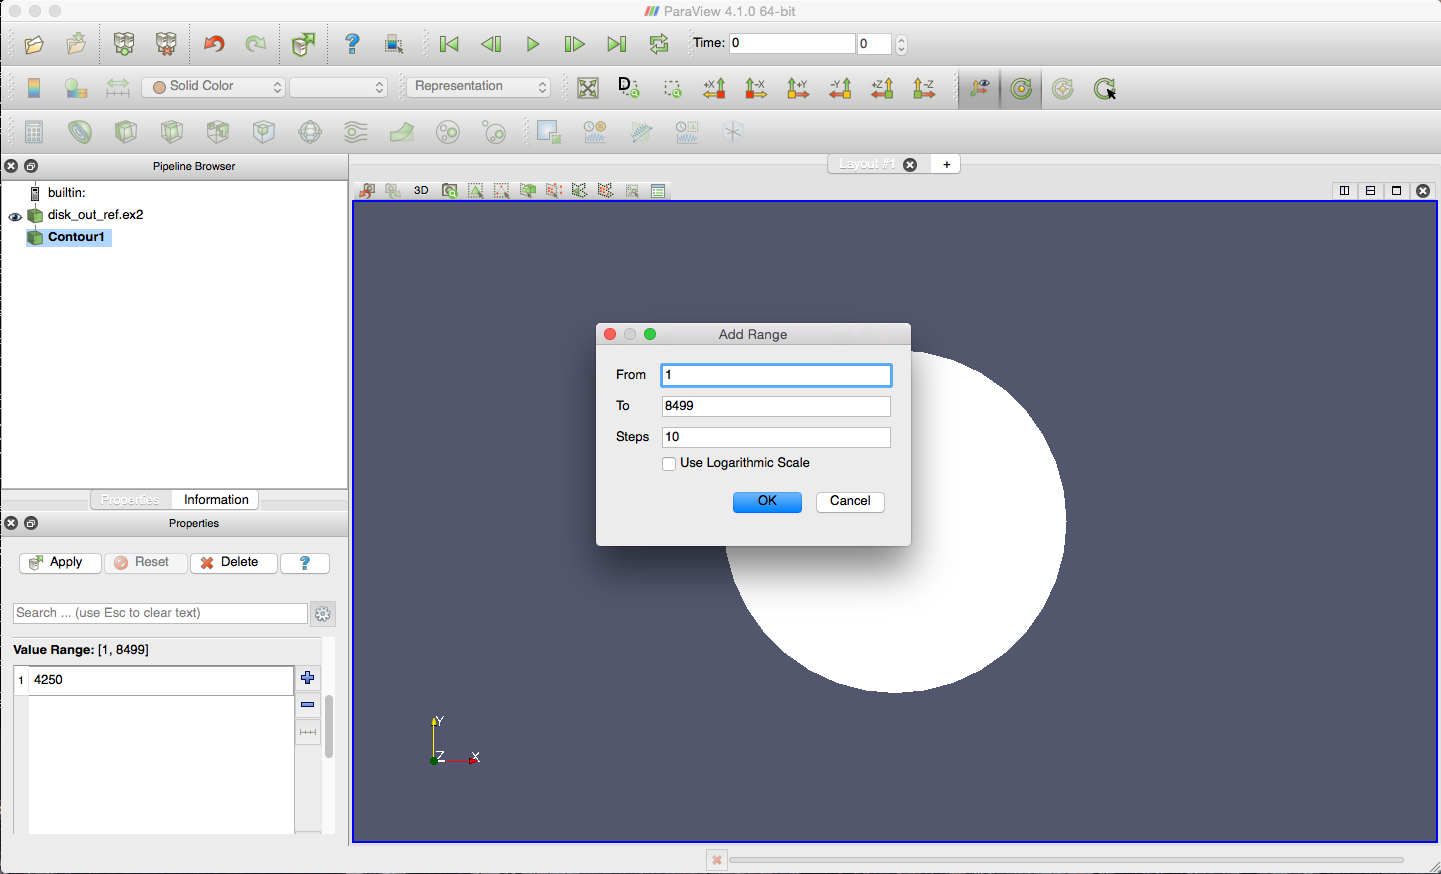 ParaView 4.1.0 64-bit
Time: 0 0
Solid Color Representation D +X -X +Y -Y +Z -Z
Pipeline Browser
Layout #1 +
3D
builtin:
disk_out_ref.ex2
Contour1
Add Range
From 1
To 8499
Steps 10
Use Logarithmic Scale
OK Cancel
Properties Information
Properties
Apply Reset Delete ?
Search ... (use Esc to clear text)
Value Range: [1, 8499]
1 4250
Y
Z X